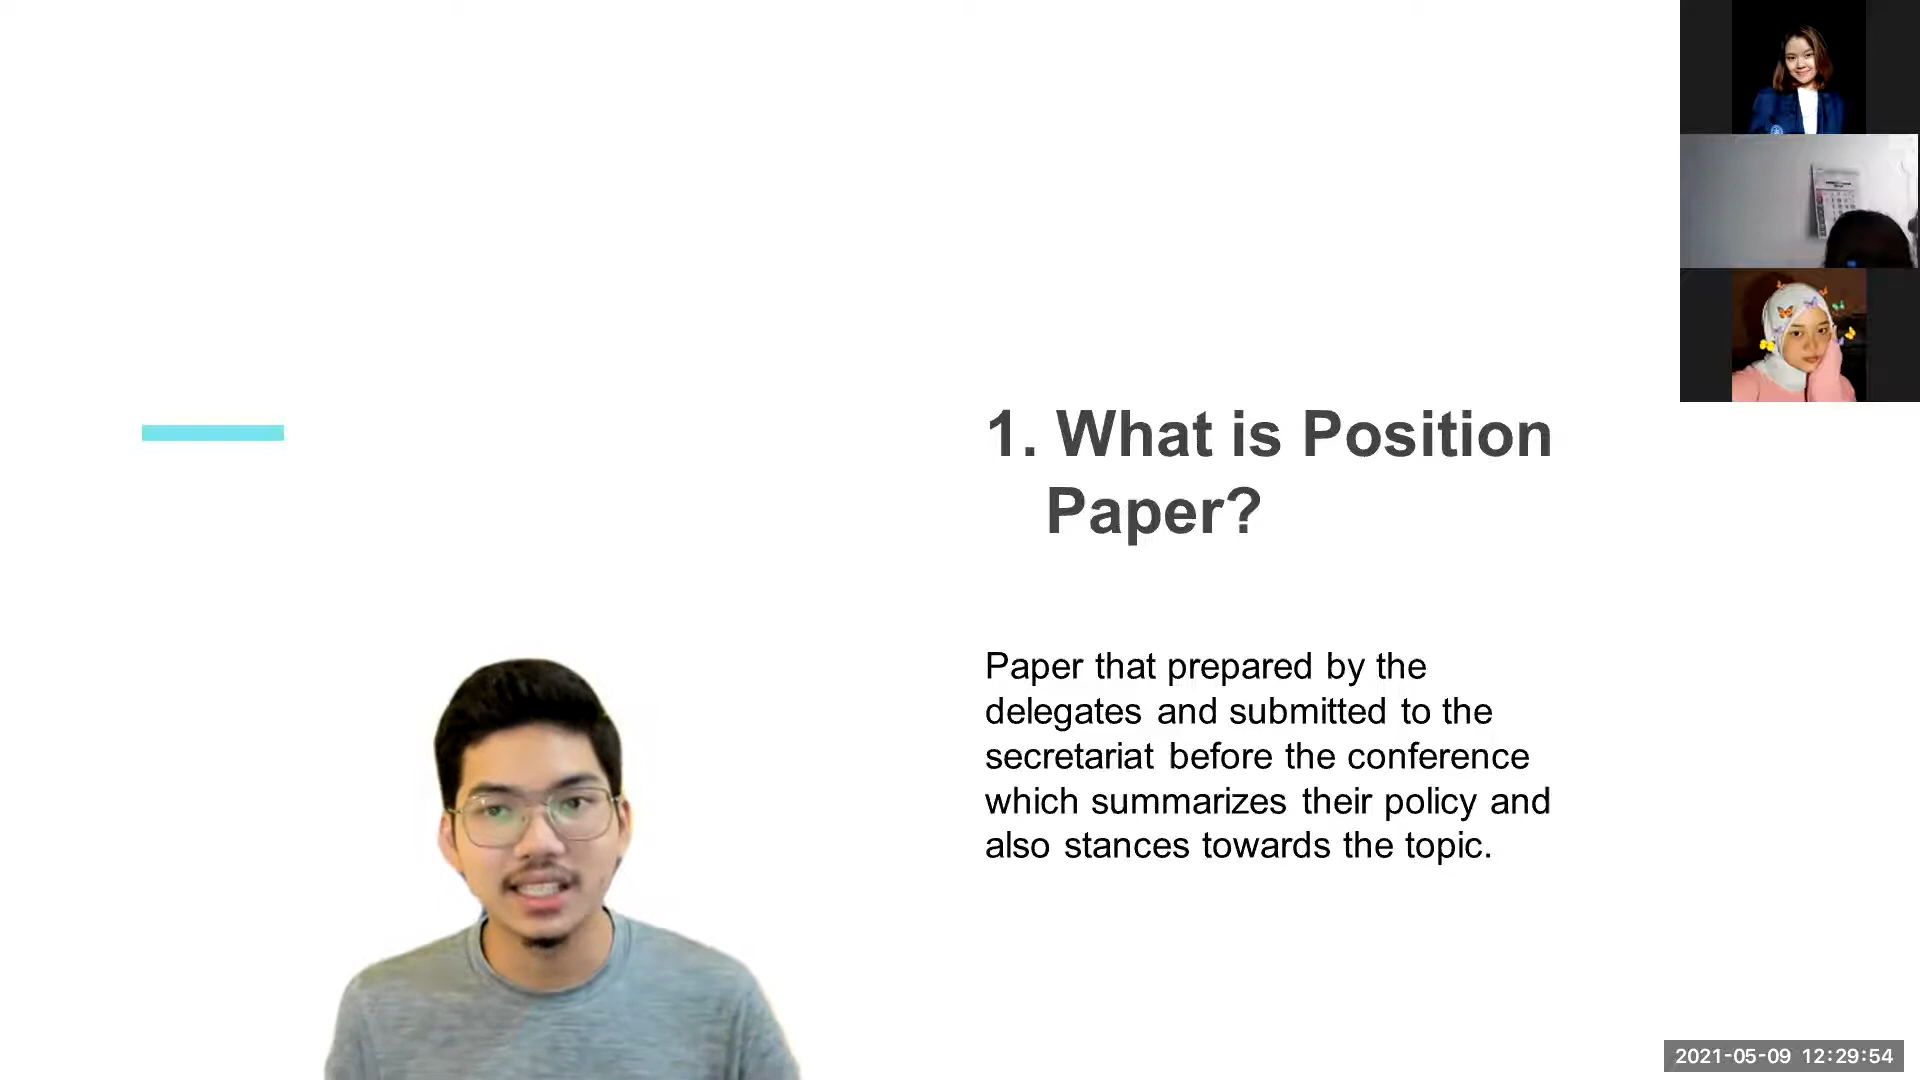 1. What is Position
Paper?
Paper that prepared by the
delegates and submitted to the
secretariat before the conference
which summarizes their policy and
also stances towards the topic.
2021-05-09 12:29:54